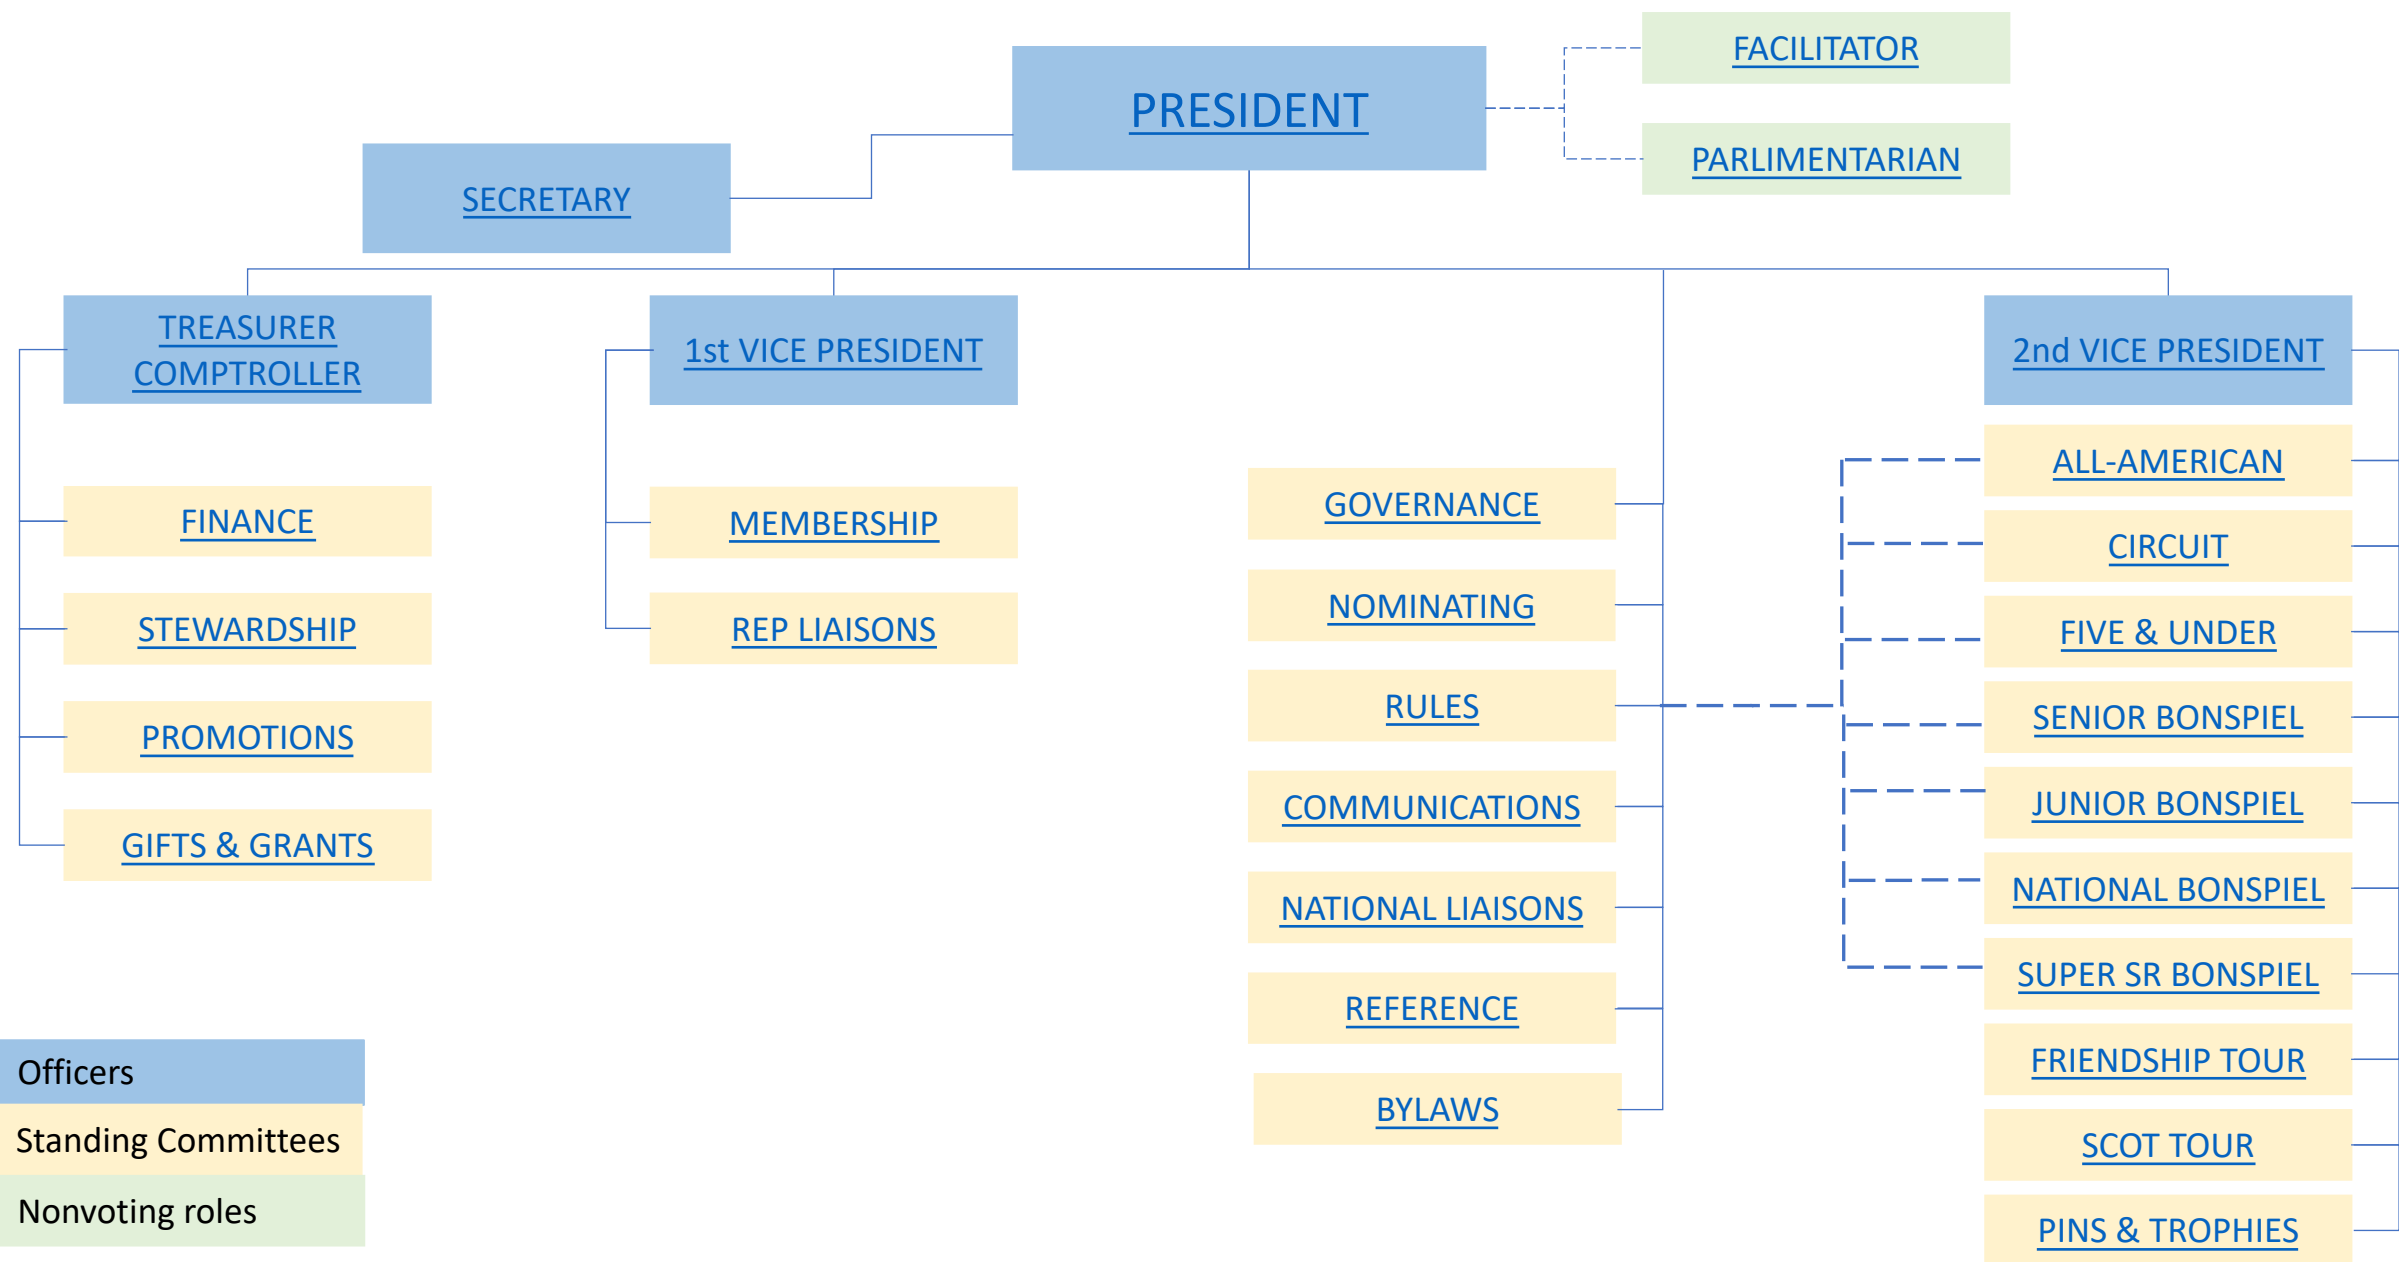 FACILITATOR
PRESIDENT
PARLIMENTARIAN
SECRETARY
TREASURER
COMPTROLLER
1st VICE PRESIDENT
2nd VICE PRESIDENT
FINANCE
STEWARDSHIP
PROMOTIONS
GIFTS & GRANTS
MEMBERSHIP
REP LIAISONS
GOVERNANCE
NOMINATING
RULES
COMMUNICATIONS
NATIONAL LIAISONS
REFERENCE
BYLAWS
ALL-AMERICAN
CIRCUIT
FIVE & UNDER
SENIOR BONSPIEL
JUNIOR BONSPIEL
NATIONAL BONSPIEL
SUPER SR BONSPIEL
FRIENDSHIP TOUR
SCOT TOUR
PINS & TROPHIES
Officers
Standing Committees
Nonvoting roles